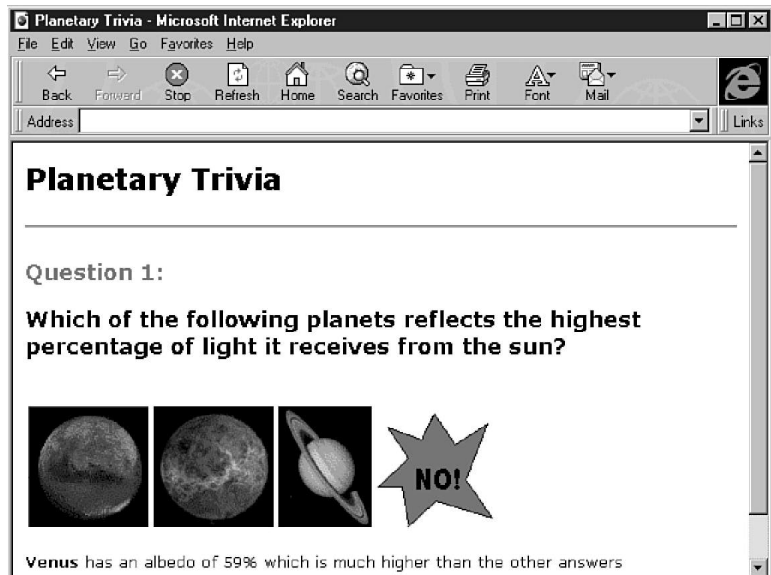 Planetary Trivia - Microsoft Internet Explorer
File Edit View Go Favorites Help
Back Forward Stop Refresh Home Search Favorites Print Font Mail
Address Links
Planetary Trivia
Question 1:
Which of the following planets reflects the highest
percentage of light it receives from the sun?
NO!
Venus has an albedo of 59% which is much higher than the other answers